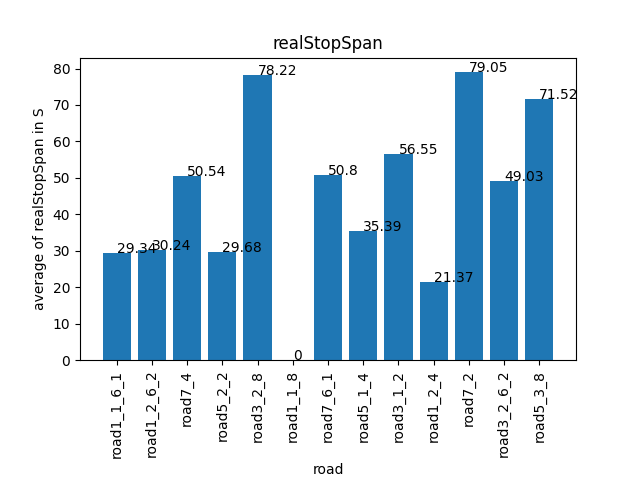 realStopSpan
average of realStopSpan in S
80
70
60
50
40
30
20
10
0
29.34
30.24
50.54
29.68
78.22
0
50.8
35.39
56.55
21.37
79.05
49.03
71.52
road1_1_6_1
road1_2_6_2
road7_4
road5_2_2
road3_2_8
road1_1_8
road7_6_1
road5_1_4
road3_1_2
road1_2_4
road7_2
road3_2_6_2
road5_3_8
road